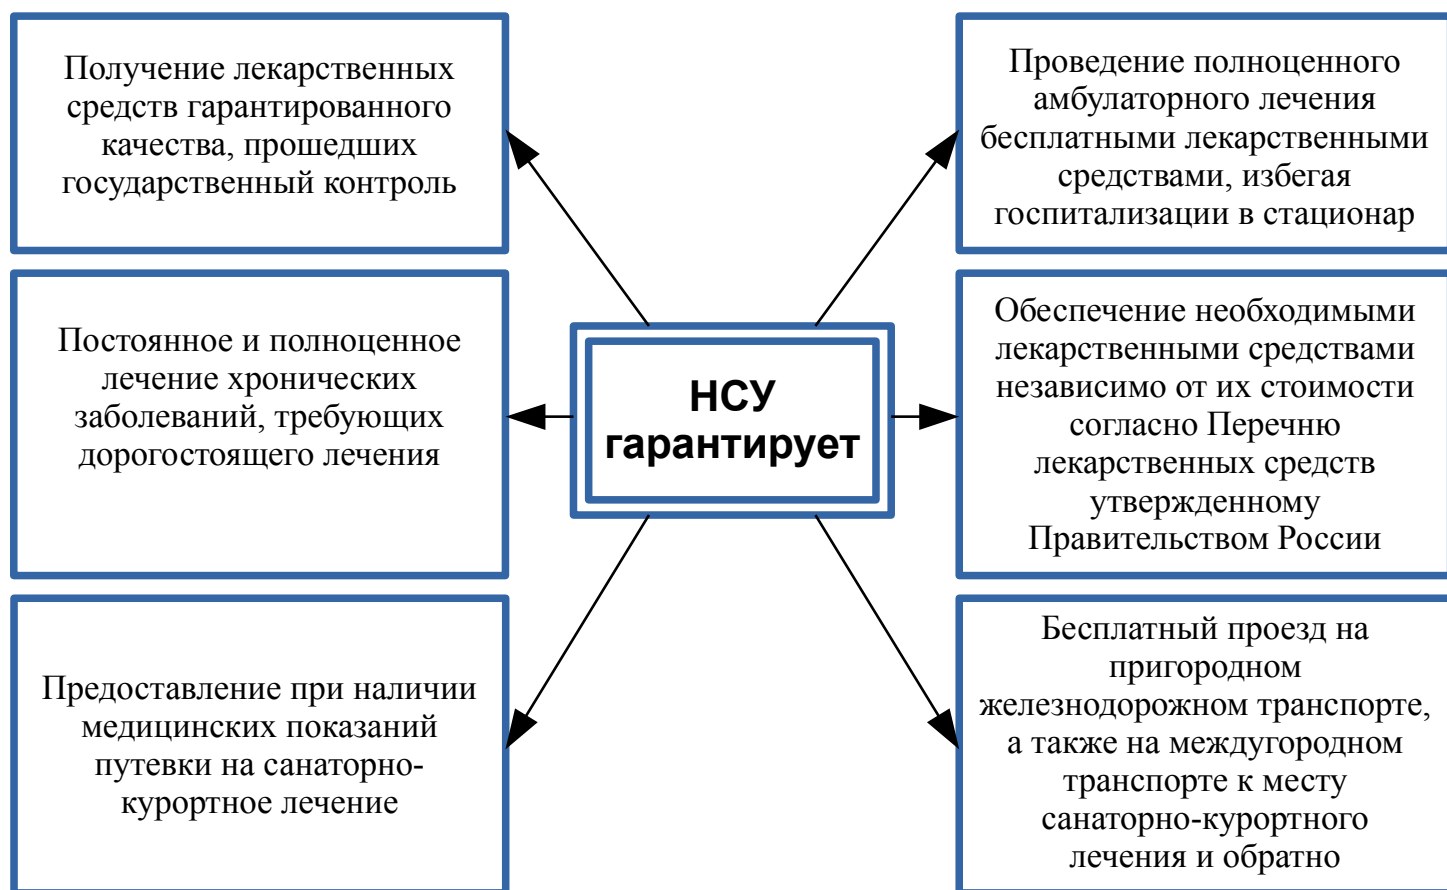 Получение лекарственных
средств гарантированного
качества, прошедших
государственный контроль
Проведение полноценного
амбулаторного лечения
бесплатными лекарственными
средствами, избегая
госпитализации в стационар
Постоянное и полноценное
лечение хронических
заболеваний, требующих
дорогостоящего лечения
НСУ
гарантирует
Обеспечение необходимыми
лекарственными средствами
независимо от их стоимости
согласно Перечню
лекарственных средств
утвержденному
Правительством России
Предоставление при наличии
медицинских показаний
путевки на санаторно-
курортное лечение
Бесплатный проезд на
пригородном
железнодорожном транспорте,
а также на междугородном
транспорте к месту
санаторно-курортного
лечения и обратно